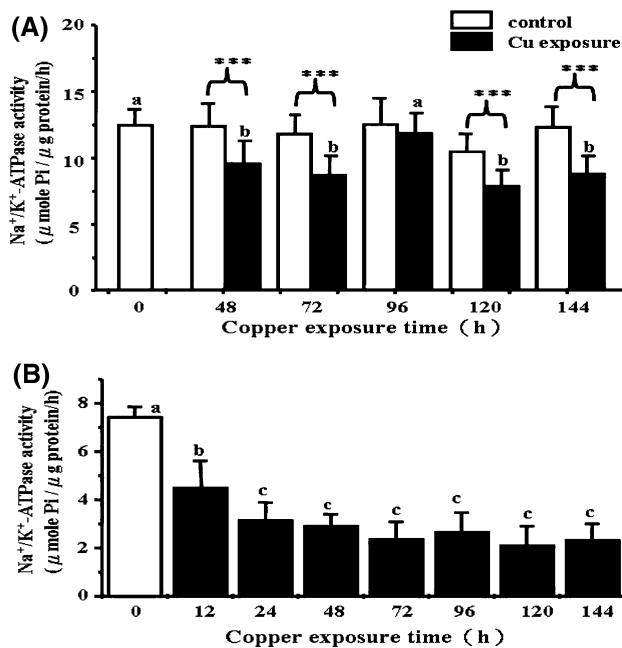 (A)
control
Cu exposure
Na⁺/K⁺-ATPase activity
(μ mole Pi / μg protein/h)
20
15
10
5
0
a
***
b
***
b
a
***
b
***
b
0 48 72 96 120 144
Copper exposure time (h)
(B)
Na⁺/K⁺-ATPase activity
(μ mole Pi / μg protein/h)
8
6
4
2
0
a
b
c
c
c
c
c
c
0 12 24 48 72 96 120 144
Copper exposure time (h)